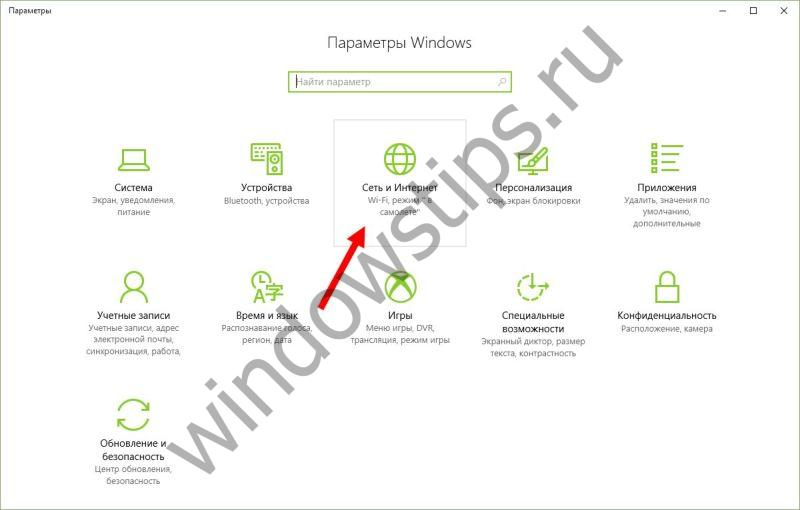 Параметры
Параметры Windows
Найти параметр
Система
Экран, уведомления,
питание
Устройства
Bluetooth, устройства
Сеть и Интернет
Wi-Fi, режим " в
самолете"
Персонализация
Фон, экран блокировки
Приложения
Удалить, значения по
умолчанию,
дополнительные
Учетные записи
Учетные записи, адрес
электронной почты,
синхронизация, работа,
Время и язык
Распознавание голоса,
регион, дата
Игры
Меню игры, DVR,
трансляция, режим игры
Специальные
возможности
Экранный диктор, размер
текста, контрастность
Конфиденциальность
Расположение, камера
Обновление и
безопасность
Центр обновления,
безопасность
windowstips.ru